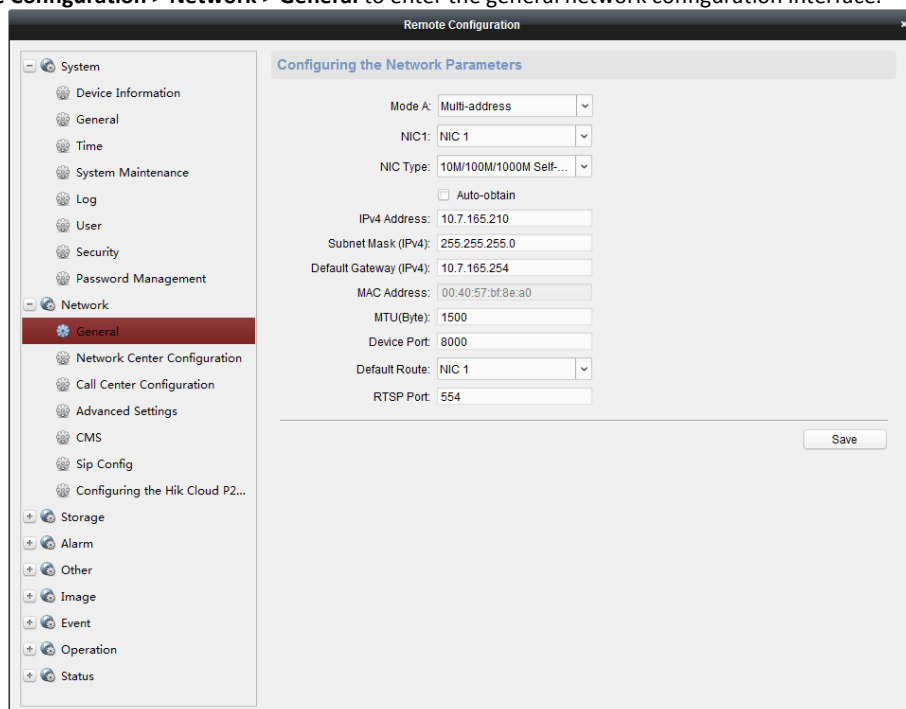 Configuration > Network > General to enter the general network configuration interface.
Remote Configuration
System
Device Information
General
Time
System Maintenance
Log
User
Security
Password Management
Network
General
Network Center Configuration
Call Center Configuration
Advanced Settings
CMS
Sip Config
Configuring the Hik Cloud P2...
Storage
Alarm
Other
Image
Event
Operation
Status
Configuring the Network Parameters
Mode A: Multi-address
NIC1: NIC 1
NIC Type: 10M/100M/1000M Self-...
Auto-obtain
IPv4 Address: 10.7.165.210
Subnet Mask (IPv4): 255.255.255.0
Default Gateway (IPv4): 10.7.165.254
MAC Address: 00:40:57:bf:8e:a0
MTU(Byte): 1500
Device Port: 8000
Default Route: NIC 1
RTSP Port: 554
Save